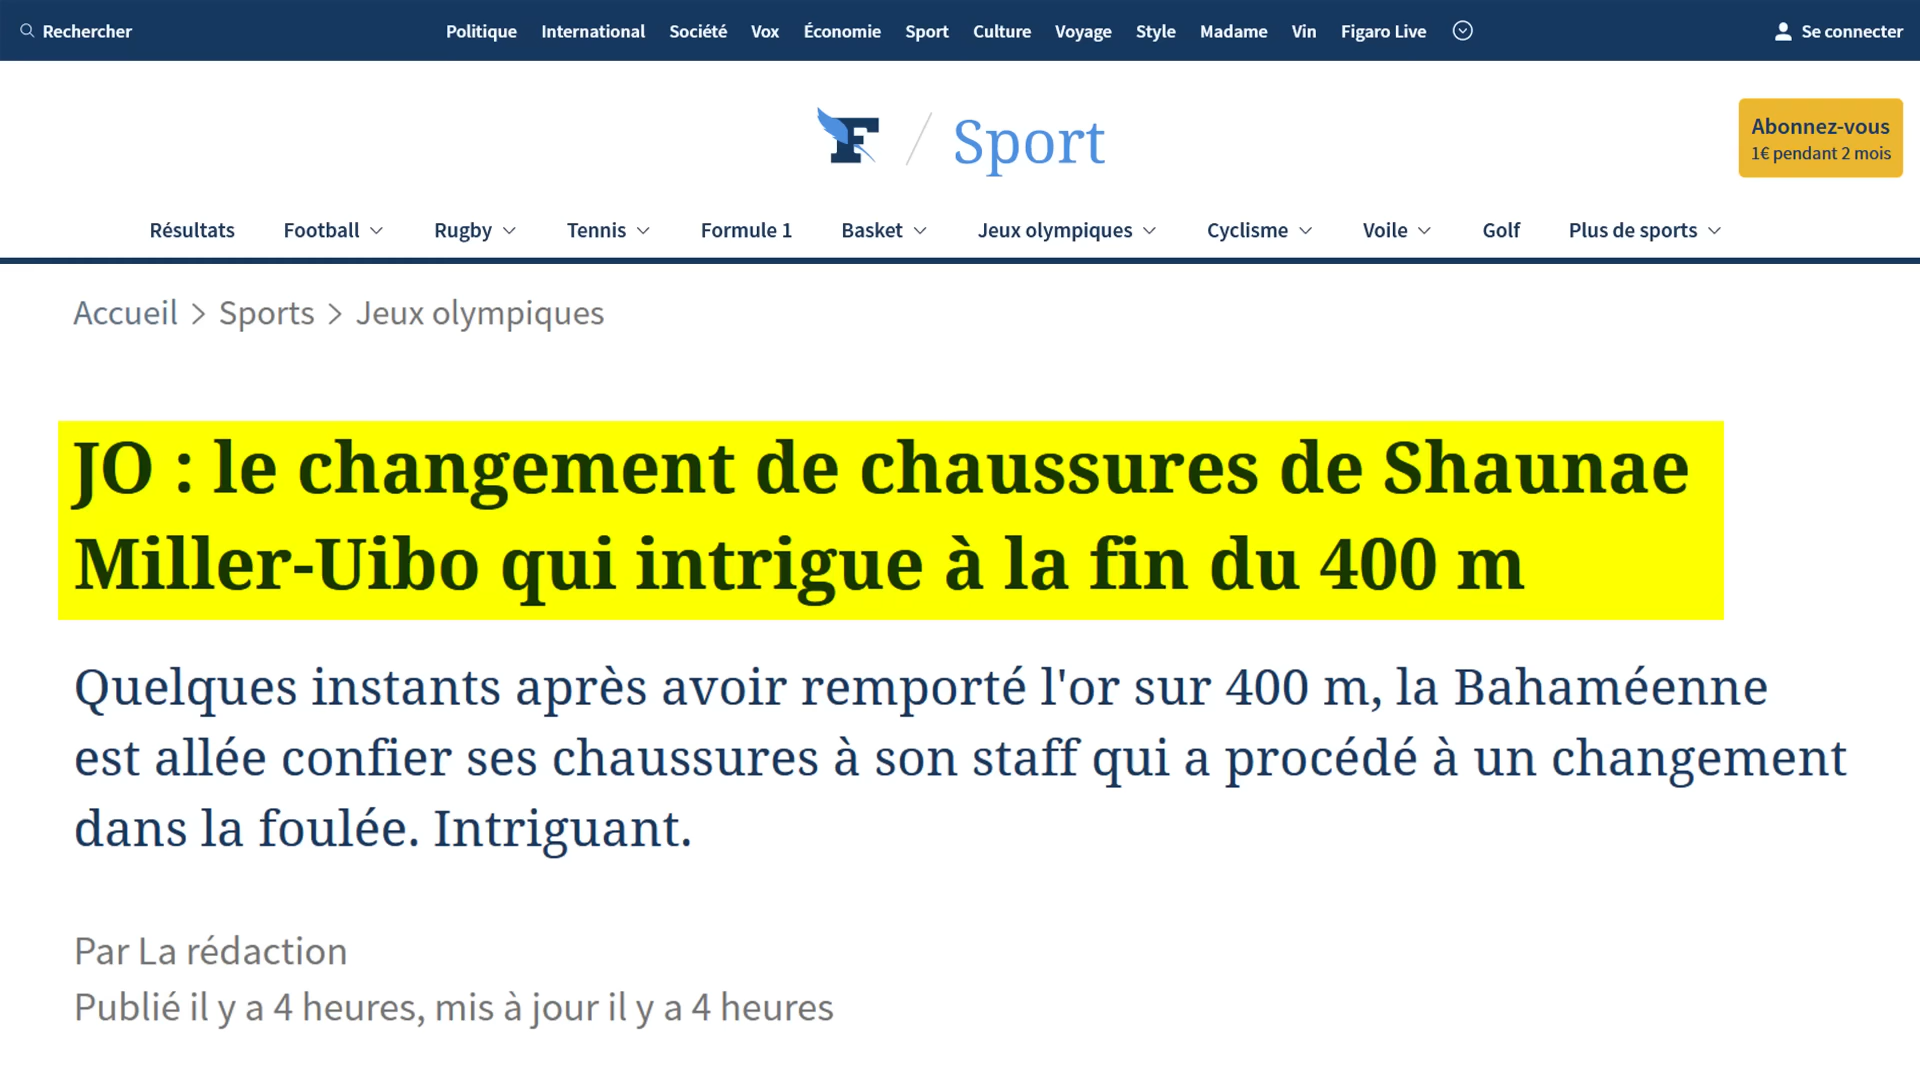 Rechercher Politique International Société Vox Économie Sport Culture Voyage Style Madame Vin Figaro Live Se connecter
F / Sport
Abonnez-vous
1€ pendant 2 mois
Résultats Football Rugby Tennis Formule 1 Basket Jeux olympiques Cyclisme Voile Golf Plus de sports
Accueil > Sports > Jeux olympiques
JO : le changement de chaussures de Shaunae
Miller-Uibo qui intrigue à la fin du 400 m
Quelques instants après avoir remporté l'or sur 400 m, la Bahaméenne
est allée confier ses chaussures à son staff qui a procédé à un changement
dans la foulée. Intriguant.
Par La rédaction
Publié il y a 4 heures, mis à jour il y a 4 heures